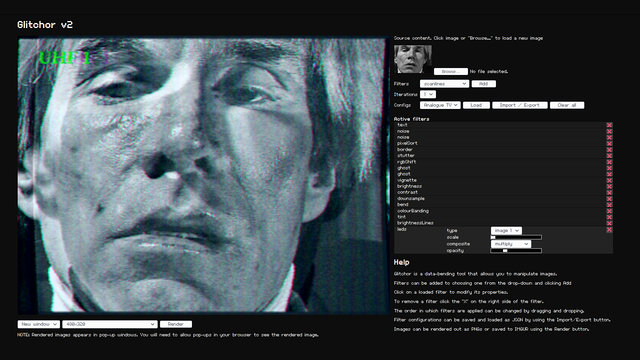 Glitchor v2
Source content. Click image or "Browse..." to load a new image
UHF 1
Browse... No file selected.
Filters scanlines Add
Iterations 1
Configs Analogue TV Load Import / Export Clear all
Active filters
text
noise
noise
pixelSort
border
stutter
rgbShift
ghost
ghost
vignette
brightness
contrast
downsample
bend
colourBanding
tint
brightnessLines
leds type image 1
scale
composite multiply
opacity
Help
Glitchor is a data-bending tool that allows you to manipulate images.
Filters can be added to choosing one from the drop-down and clicking Add
Click on a loaded filter to modify its properties.
To remove a filter click the "X" on the right side of the filter.
The order in which filters are applied can be changed by dragging and dropping.
Filter configurations can be saved and loaded as JSON by using the Import/Export button.
Images can be rendered out as PNGs or saved to IMGUR using the Render button.
New window 480x320 Render
NOTE: Rendered images appears in pop-up windows. You will need to allow pop-ups in your browser to see the rendered image.